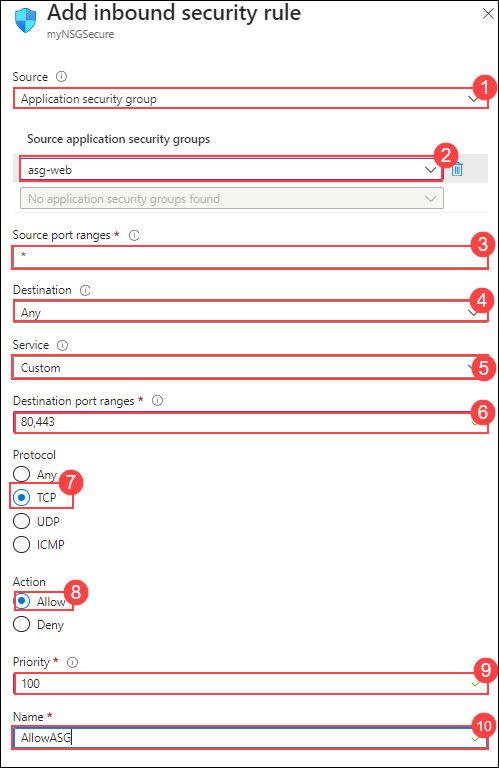 Add inbound security rule
myNSGSecure
Source
1
Application security group
Source application security groups
2
asg-web
No application security groups found
Source port ranges *
3
*
Destination
4
Any
Service
5
Custom
Destination port ranges *
6
80,443
Protocol
Any
7
TCP
UDP
ICMP
Action
8
Allow
Deny
Priority *
9
100
Name *
10
AllowASG